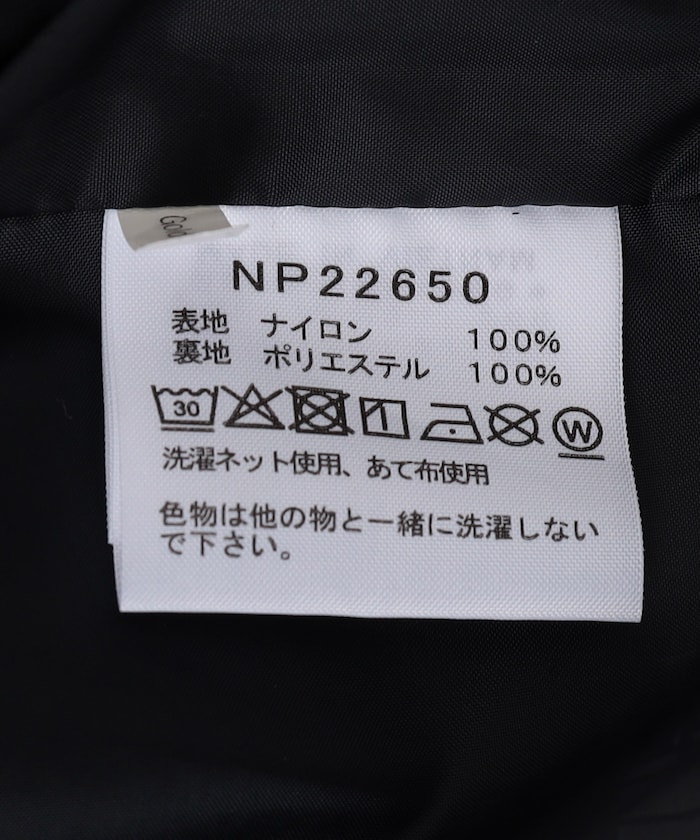 Gold
NP22650
表地 ナイロン 100%
裏地 ポリエステル 100%
30
W
洗濯ネット使用、あて布使用
色物は他の物と一緒に洗濯しない
で下さい。